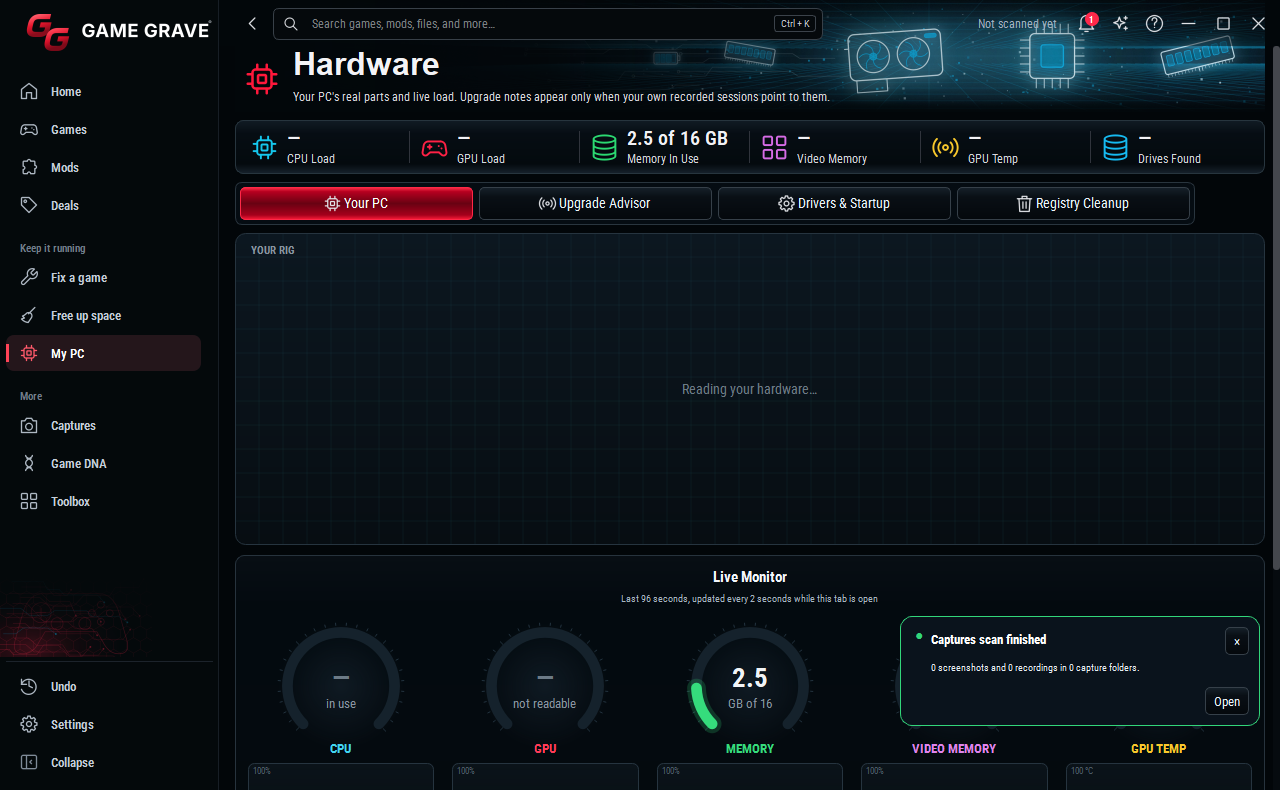 GAME GRAVE
Search games, mods, files, and more...
Ctrl + K
Not scanned yet
1
Hardware
Your PC's real parts and live load. Upgrade notes appear only when your own recorded sessions point to them.
Home
Games
Mods
Deals
Keep it running
Fix a game
Free up space
My PC
More
Captures
Game DNA
Toolbox
Undo
Settings
Collapse
—
CPU Load
—
GPU Load
2.5 of 16 GB
Memory In Use
—
Video Memory
—
GPU Temp
—
Drives Found
Your PC
Upgrade Advisor
Drivers & Startup
Registry Cleanup
YOUR RIG
Reading your hardware...
Live Monitor
Last 96 seconds, updated every 2 seconds while this tab is open
—
in use
CPU
100%
—
not readable
GPU
100%
2.5
GB of 16
MEMORY
100%
VIDEO MEMORY
100%
GPU TEMP
100 °C
Captures scan finished
x
0 screenshots and 0 recordings in 0 capture folders.
Open